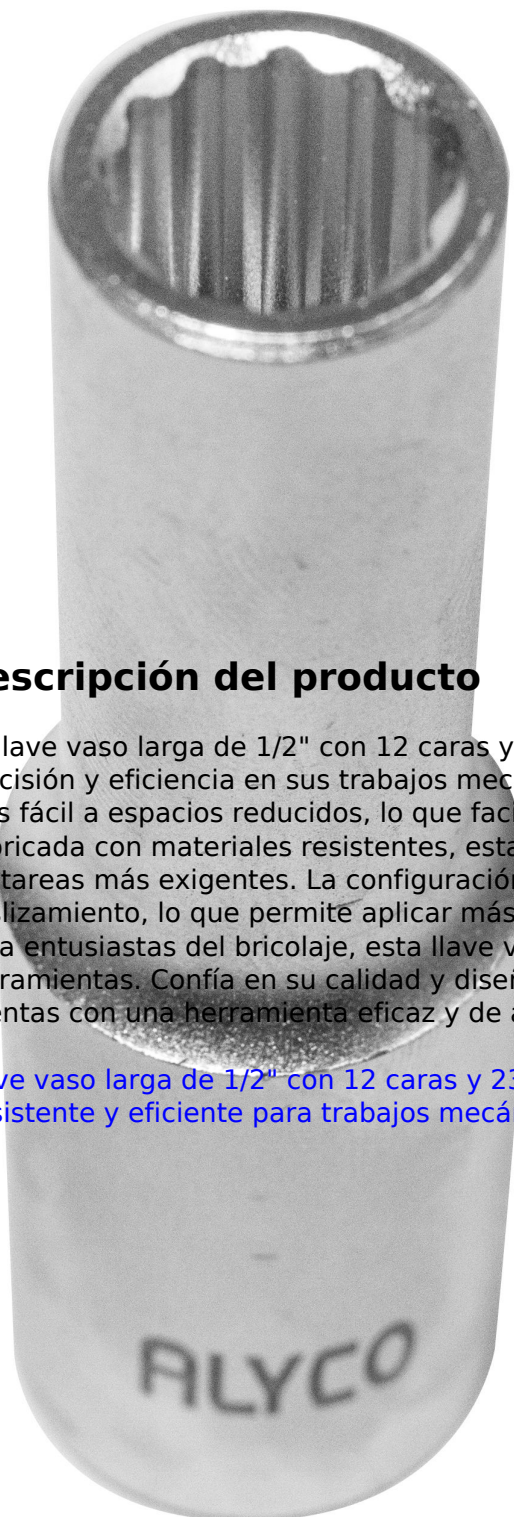 escripción del producto
lave vaso larga de 1/2" con 12 caras y
cisión y eficiencia en sus trabajos mec
s fácil a espacios reducidos, lo que faci
ricada con materiales resistentes, esta
tareas más exigentes. La configuración
lizamiento, lo que permite aplicar más
a entusiastas del bricolaje, esta llave v
ramientas. Confía en su calidad y diseñ
entas con una herramienta eficaz y de a
ve vaso larga de 1/2" con 12 caras y 23
sistente y eficiente para trabajos mecá
ALYCO